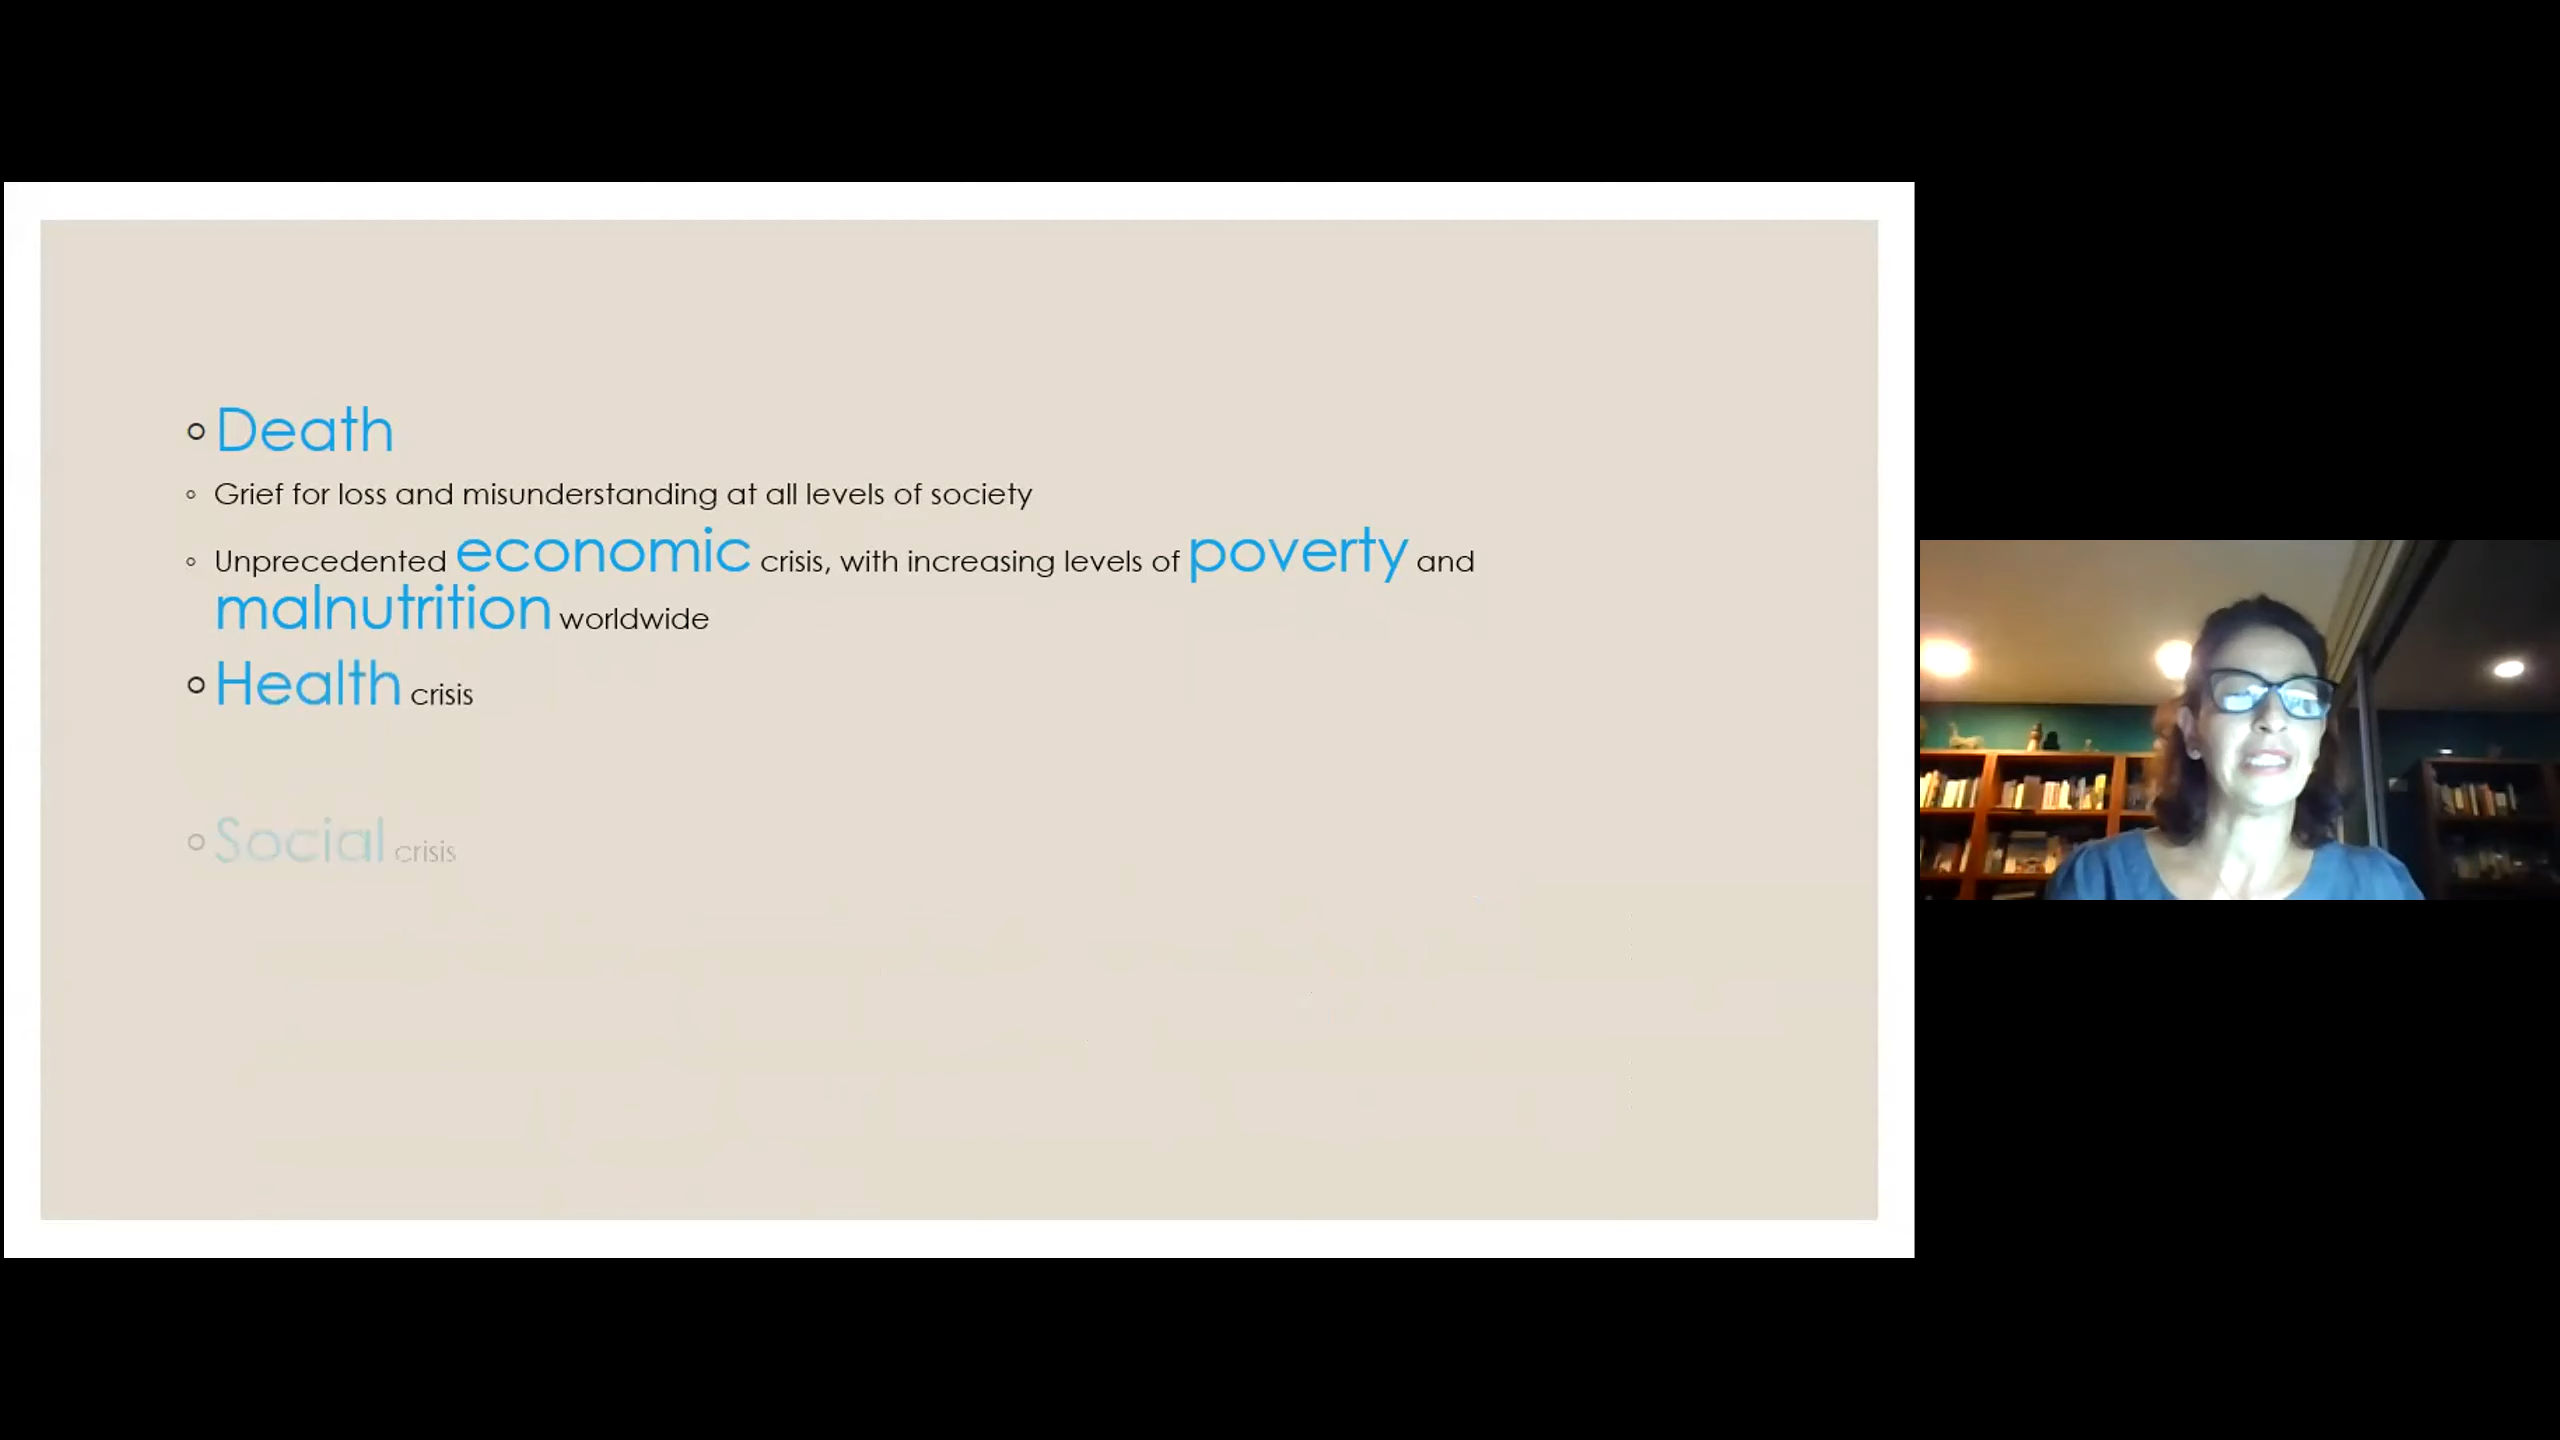 Death
Grief for loss and misunderstanding at all levels of society
Unprecedented economic crisis, with increasing levels of poverty and
malnutrition worldwide
Health crisis
Social crisis